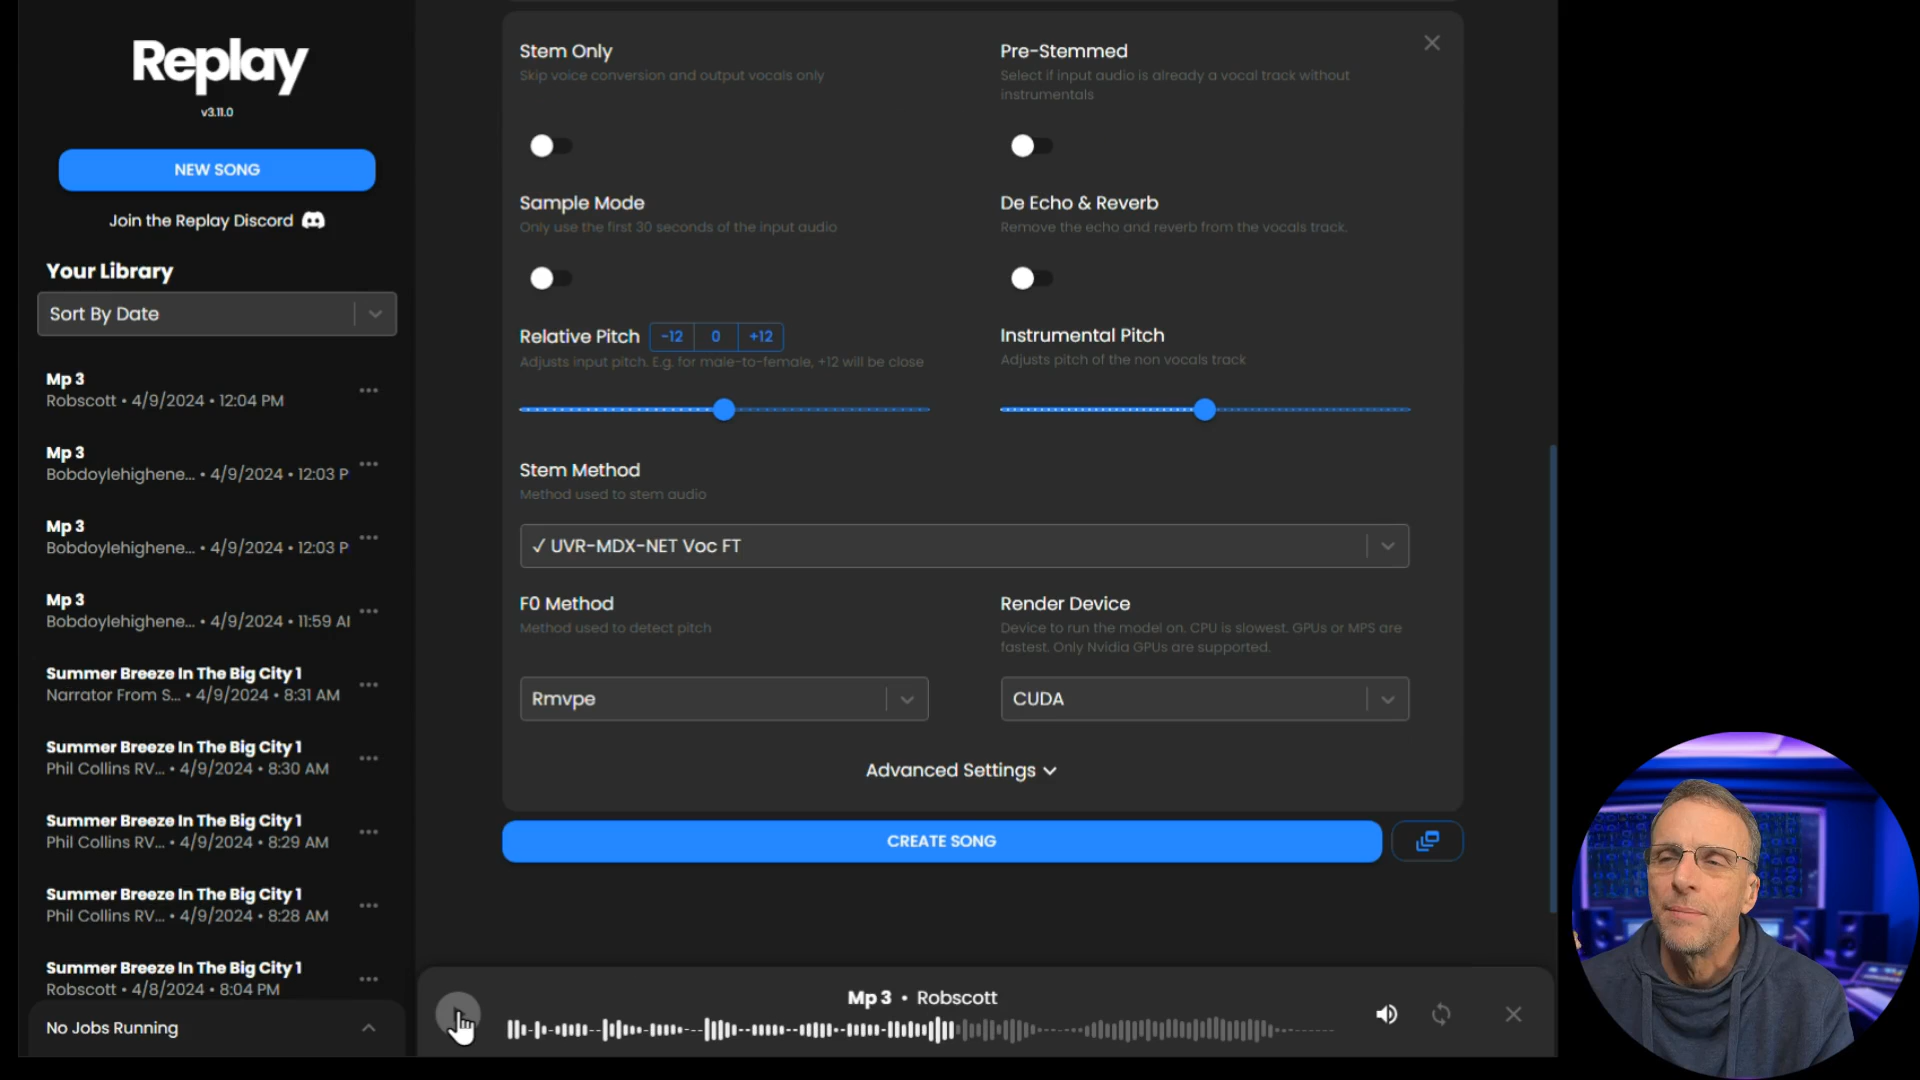 Replay
v3.11.0
NEW SONG
Join the Replay Discord
Your Library
Sort By Date
Mp 3
Robscott • 4/9/2024 • 12:04 PM
Mp 3
Bobdoylehighene... • 4/9/2024 • 12:03 P
Mp 3
Bobdoylehighene... • 4/9/2024 • 12:03 P
Mp 3
Bobdoylehighene... • 4/9/2024 • 11:59 AI
Summer Breeze In The Big City 1
Narrator From S... • 4/9/2024 • 8:31 AM
Summer Breeze In The Big City 1
Phil Collins RV... • 4/9/2024 • 8:30 AM
Summer Breeze In The Big City 1
Phil Collins RV... • 4/9/2024 • 8:29 AM
Summer Breeze In The Big City 1
Phil Collins RV... • 4/9/2024 • 8:28 AM
Summer Breeze In The Big City 1
Robscott • 4/8/2024 • 8:04 PM
No Jobs Running
Stem Only
Skip voice conversion and output vocals only
Pre-Stemmed
Select if input audio is already a vocal track without
instrumentals
Sample Mode
Only use the first 30 seconds of the input audio
De Echo & Reverb
Remove the echo and reverb from the vocals track.
Relative Pitch -12 0 +12
Adjusts input pitch. E.g. for male-to-female, +12 will be close
Instrumental Pitch
Adjusts pitch of the non vocals track
Stem Method
Method used to stem audio
✓ UVR-MDX-NET Voc FT
F0 Method
Method used to detect pitch
Rmvpe
Render Device
Device to run the model on. CPU is slowest. GPUs or MPS are
fastest. Only Nvidia GPUs are supported.
CUDA
Advanced Settings
CREATE SONG
Mp 3 • Robscott